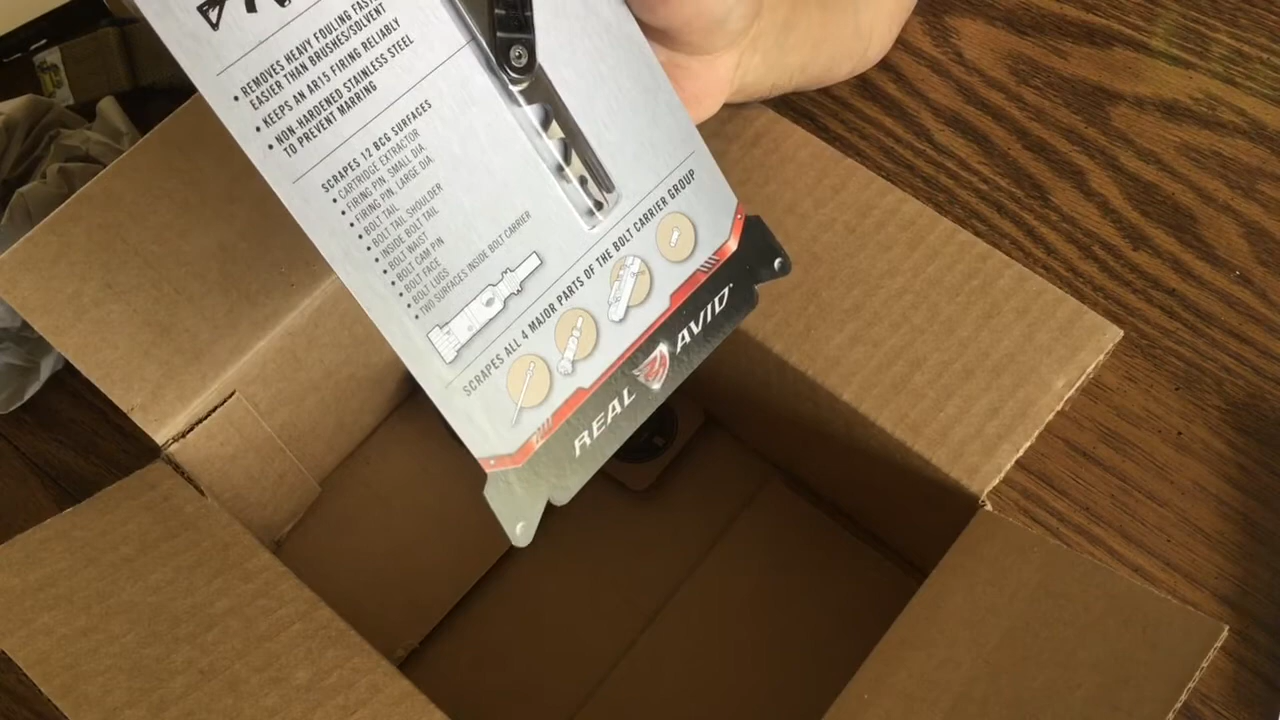 • REMOVES HEAVY FOULING FAST
EASIER THAN BRUSHES/SOLVENT
• KEEPS AN AR15 FIRING RELIABLY
• NON-HARDENED STAINLESS STEEL
TO PREVENT MARRING
SCRAPES 12 BCG SURFACES
• CARTRIDGE EXTRACTOR
• FIRING PIN, SMALL DIA.
• FIRING PIN, LARGE DIA.
• BOLT TAIL
• BOLT TAIL SHOULDER
• INSIDE BOLT TAIL
• BOLT WAIST
• BOLT CAM PIN
• BOLT FACE
• BOLT LUGS
• TWO SURFACES INSIDE BOLT CARRIER
SCRAPES ALL 4 MAJOR PARTS OF THE BOLT CARRIER GROUP
REAL AVID